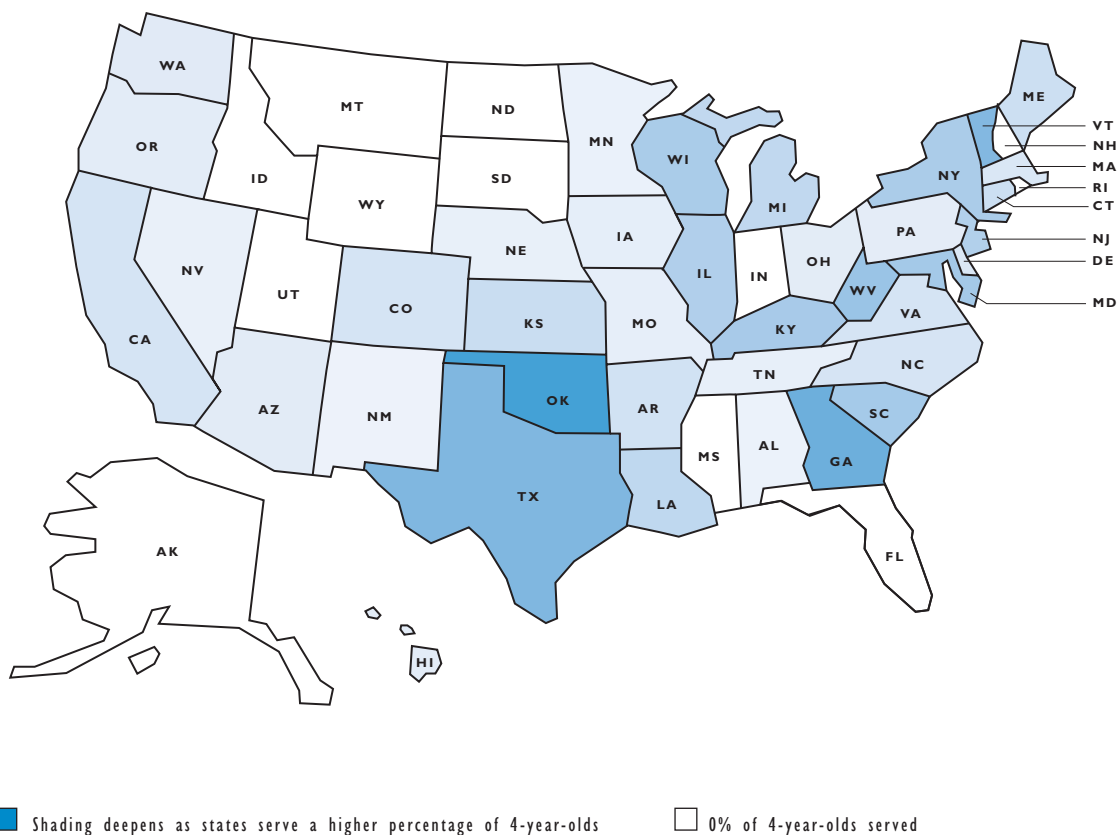 WA
MT
ND
MN
ME
VT
OR
NH
MA
ID
SD
WI
NY
RI
CT
WY
MI
IA
PA
NJ
NE
DE
NV
OH
UT
IL
IN
WV
MD
CO
KS
MO
KY
VA
CA
NC
TN
AZ
NM
OK
AR
SC
MS
AL
GA
TX
LA
AK
FL
HI
Shading deepens as states serve a higher percentage of 4-year-olds
0% of 4-year-olds served